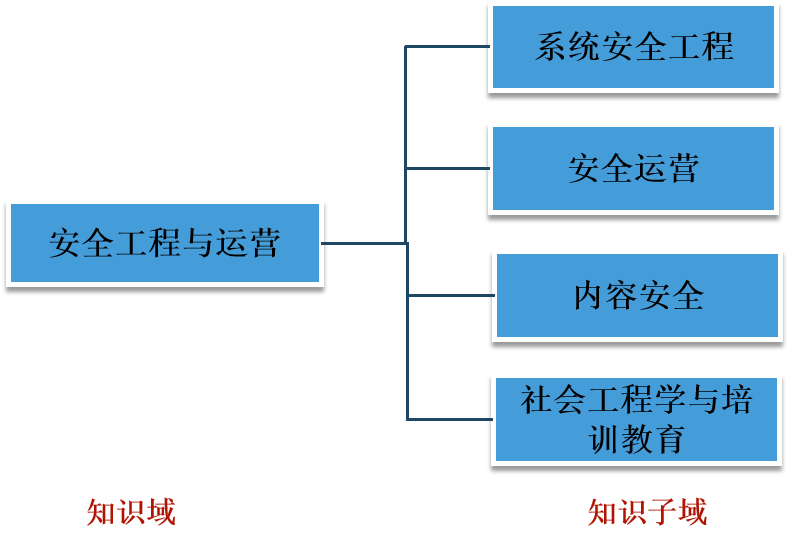 系统安全工程
安全运营
安全工程与运营
内容安全
社会工程学与培
训教育
知识域
知识子域